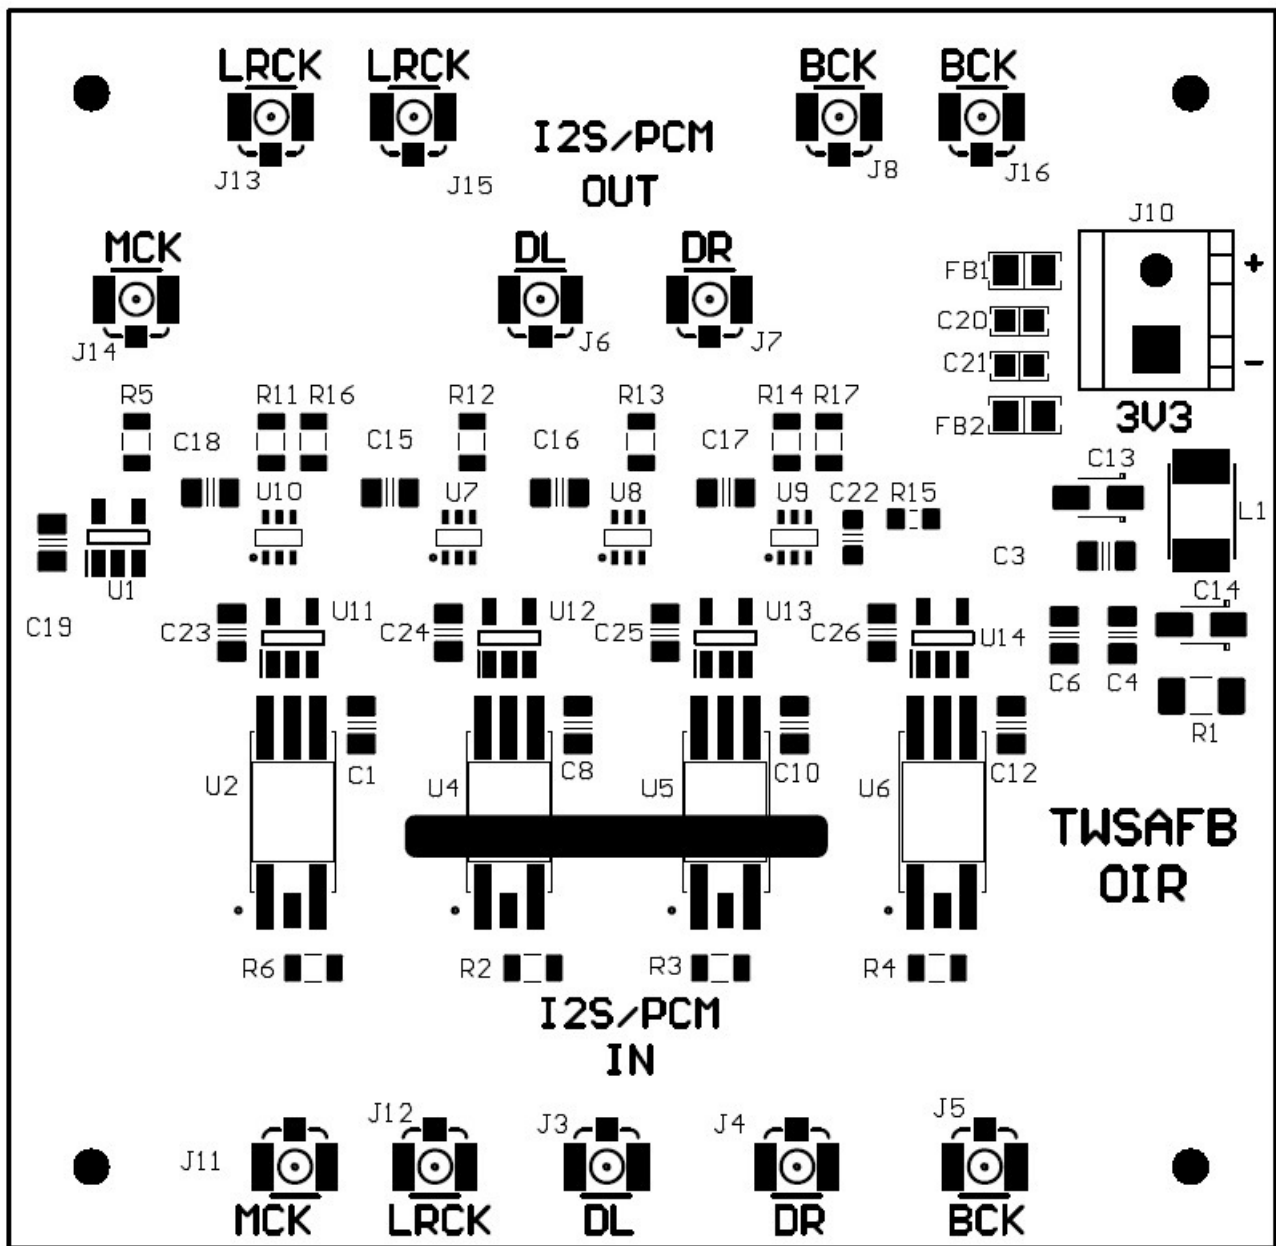 LRCK LRCK BCK BCK
I2S/PCM
OUT
J13 J15 J8 J16
MCK DL DR
J10
FB1 +
C20
C21 -
J14 J6 J7
R5 R11 R16 R12 R13 R14 R17
FB2 3V3
C18 C15 C16 C17 C13
U10 U7 U8 U9 C22 R15 L1
C3
U1 C14
C19 C23 U11 C24 U12 C25 U13 C26 U14
C6 C4
R1
U2 C1 U4 C8 U5 C10 U6 C12
TWSAFB
OIR
R6 R2 R3 R4
I2S/PCM
IN
J11 J12 J3 J4 J5
MCK LRCK DL DR BCK